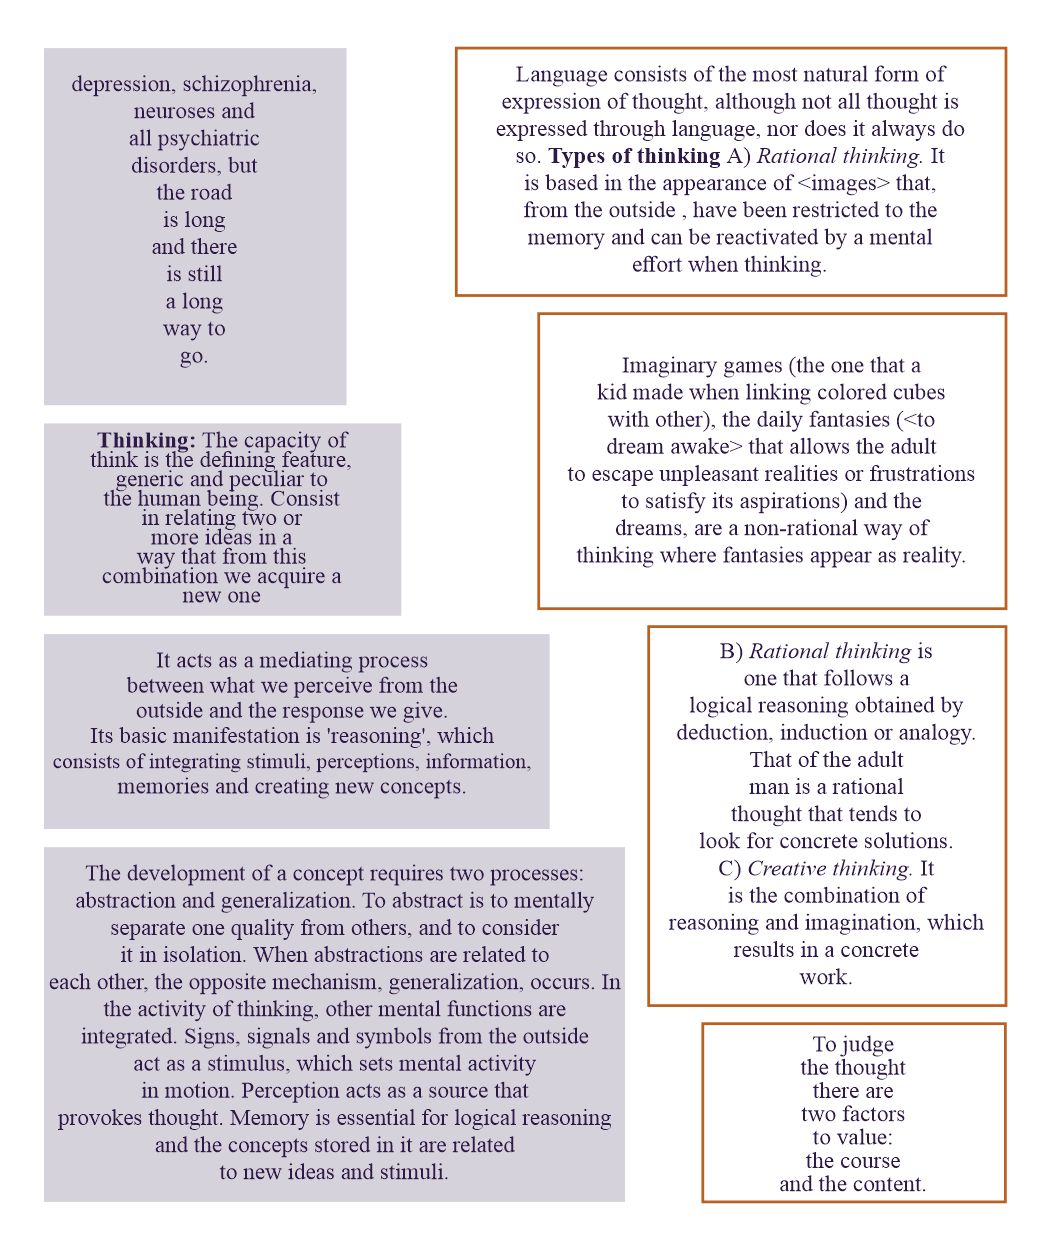 depression, schizophrenia,
neuroses and
all psychiatric
disorders, but
the road
is long
and there
is still
a long
way to
go.
Thinking: The capacity of
think is the defining feature,
generic and peculiar to
the human being. Consist
in relating two or
more ideas in a
way that from this
combination we acquire a
new one
It acts as a mediating process
between what we perceive from the
outside and the response we give.
Its basic manifestation is 'reasoning', which
consists of integrating stimuli, perceptions, information,
memories and creating new concepts.
The development of a concept requires two processes:
abstraction and generalization. To abstract is to mentally
separate one quality from others, and to consider
it in isolation. When abstractions are related to
each other, the opposite mechanism, generalization, occurs. In
the activity of thinking, other mental functions are
integrated. Signs, signals and symbols from the outside
act as a stimulus, which sets mental activity
in motion. Perception acts as a source that
provokes thought. Memory is essential for logical reasoning
and the concepts stored in it are related
to new ideas and stimuli.
Language consists of the most natural form of
expression of thought, although not all thought is
expressed through language, nor does it always do
so. Types of thinking A) Rational thinking. It
is based in the appearance of <images> that,
from the outside , have been restricted to the
memory and can be reactivated by a mental
effort when thinking.
Imaginary games (the one that a
kid made when linking colored cubes
with other), the daily fantasies (<to
dream awake> that allows the adult
to escape unpleasant realities or frustrations
to satisfy its aspirations) and the
dreams, are a non-rational way of
thinking where fantasies appear as reality.
B) Rational thinking is
one that follows a
logical reasoning obtained by
deduction, induction or analogy.
That of the adult
man is a rational
thought that tends to
look for concrete solutions.
C) Creative thinking. It
is the combination of
reasoning and imagination, which
results in a concrete
work.
To judge
the thought
there are
two factors
to value:
the course
and the content.